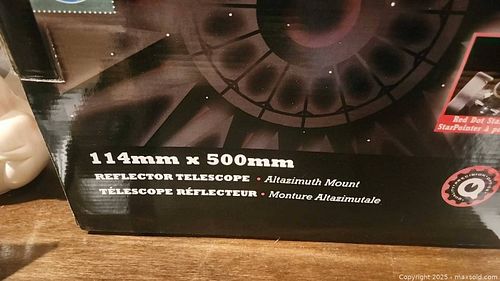 Red Dot Sta
StarPointer à p
114mm x 500mm
REFLECTOR TELESCOPE • Altazimuth Mount
TÉLESCOPE RÉFLECTEUR • Monture Altazimutale
Copyright 2025 - maxsold.com